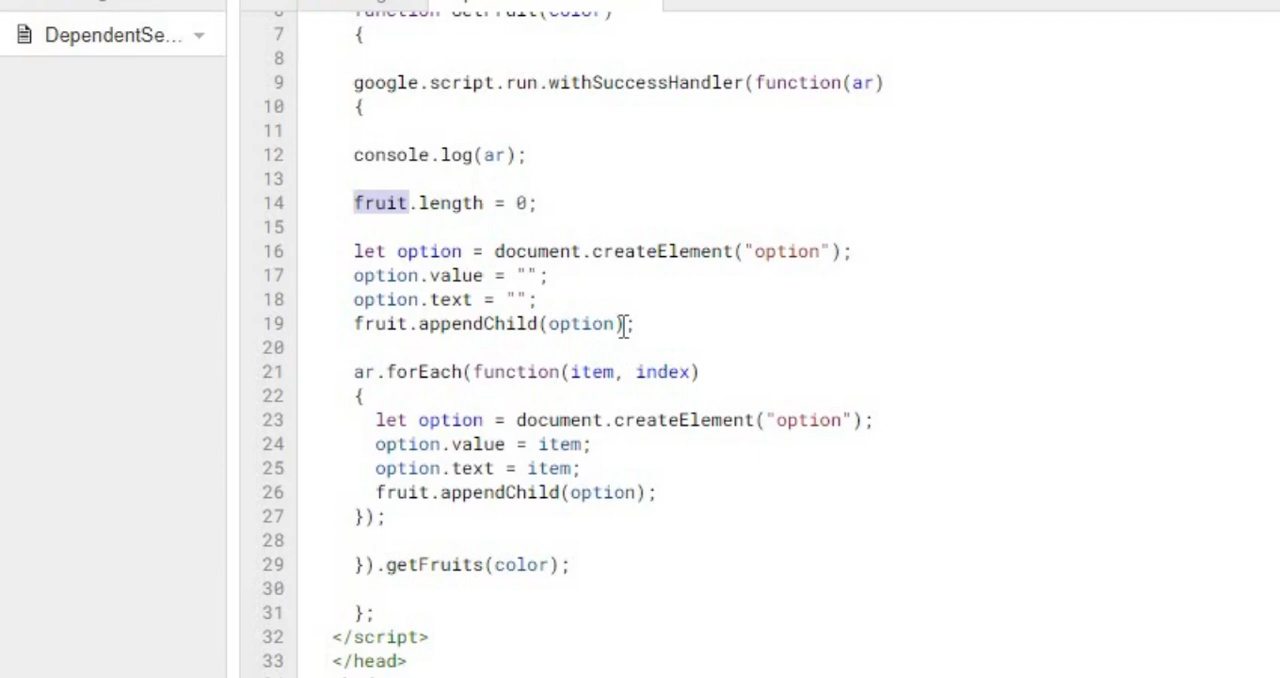 DependentSe...
7 {
8
9 google.script.run.withSuccessHandler(function(ar)
10 {
11
12 console.log(ar);
13
14 fruit.length = 0;
15
16 let option = document.createElement("option");
17 option.value = "";
18 option.text = "";
19 fruit.appendChild(option);
20
21 ar.forEach(function(item, index)
22 {
23 let option = document.createElement("option");
24 option.value = item;
25 option.text = item;
26 fruit.appendChild(option);
27 });
28
29 }).getFruits(color);
30
31 };
32 </script>
33 </head>